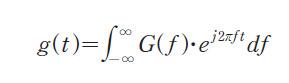 g(t)=∫_{-∞}^{∞} G(f)·e^{j2πft} df